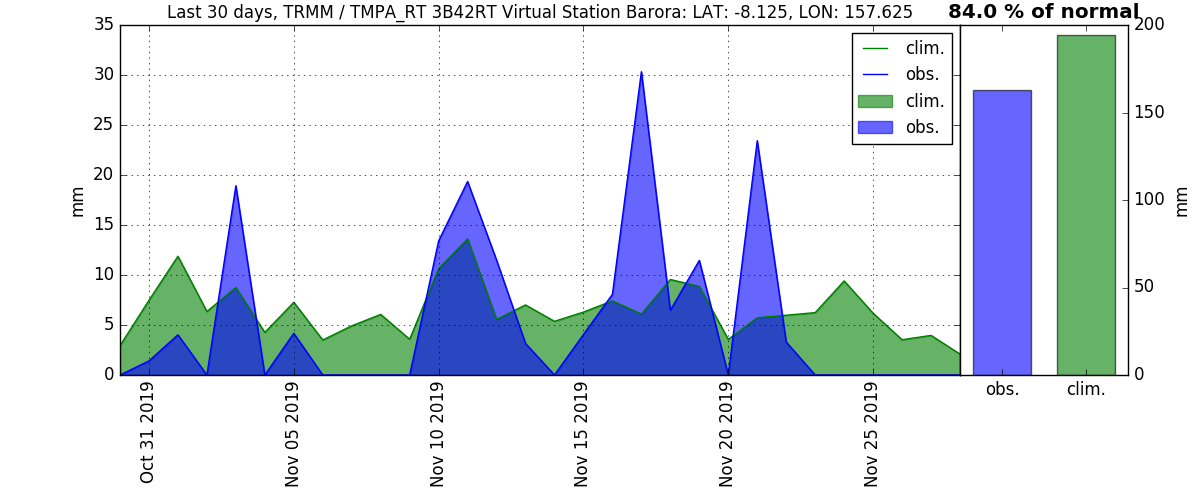 Last 30 days, TRMM / TMPA_RT 3B42RT Virtual Station Barora: LAT: -8.125, LON: 157.625
84.0 % of normal
35
30
25
20
15
10
5
0
mm
clim.
obs.
clim.
obs.
Oct 31 2019
Nov 05 2019
Nov 10 2019
Nov 15 2019
Nov 20 2019
Nov 25 2019
200
150
100
50
0
mm
obs.
clim.